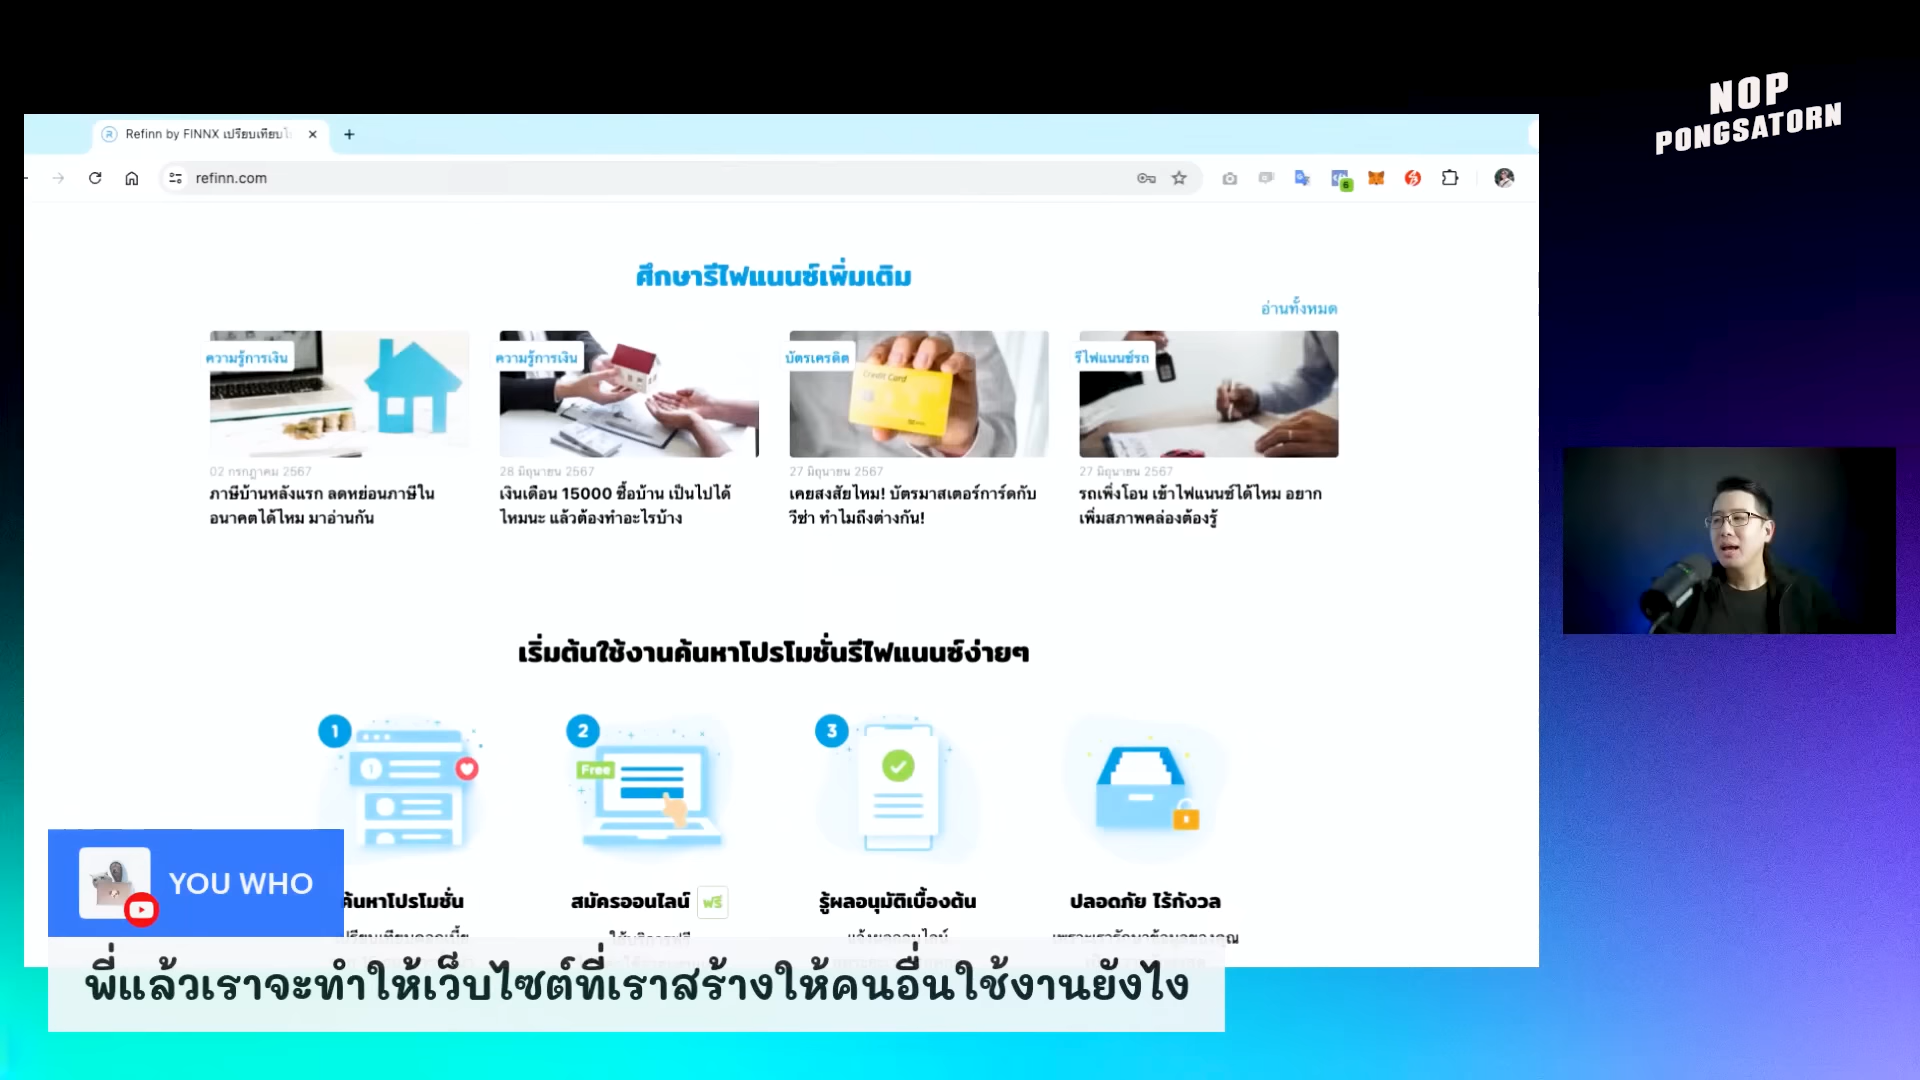 NOP
PONGSATORN
Refinn by FINNX เปรียบเทียบ
refinn.com
6
ศึกษารีไฟแนนซ์เพิ่มเติม
อ่านทั้งหมด
ความรู้การเงิน
ความรู้การเงิน
บัตรเครดิต
รีไฟแนนซ์รถ
Credit Card
02 กรกฎาคม 2567
ภาษีบ้านหลังแรก ลดหย่อนภาษีใน
อนาคตได้ไหม มาอ่านกัน
28 มิถุนายน 2567
เงินเดือน 15000 ซื้อบ้าน เป็นไปได้
ไหมนะ แล้วต้องทำอะไรบ้าง
27 มิถุนายน 2567
เคยสงสัยไหม! บัตรมาสเตอร์การ์ดกับ
วีซ่า ทำไมถึงต่างกัน!
27 มิถุนายน 2567
รถเพิ่งโอน เข้าไฟแนนซ์ได้ไหม อยาก
เพิ่มสภาพคล่องต้องรู้
เริ่มต้นใช้งานค้นหาโปรโมชั่นรีไฟแนนซ์ง่ายๆ
1
1
2
Free
3
ค้นหาโปรโมชั่น
สมัครออนไลน์ ฟรี
รู้ผลอนุมัติเบื้องต้น
ปลอดภัย ไร้กังวล
YOU WHO
พี่แล้วเราจะทำให้เว็บไซต์ที่เราสร้างให้คนอื่นใช้งานยังไง